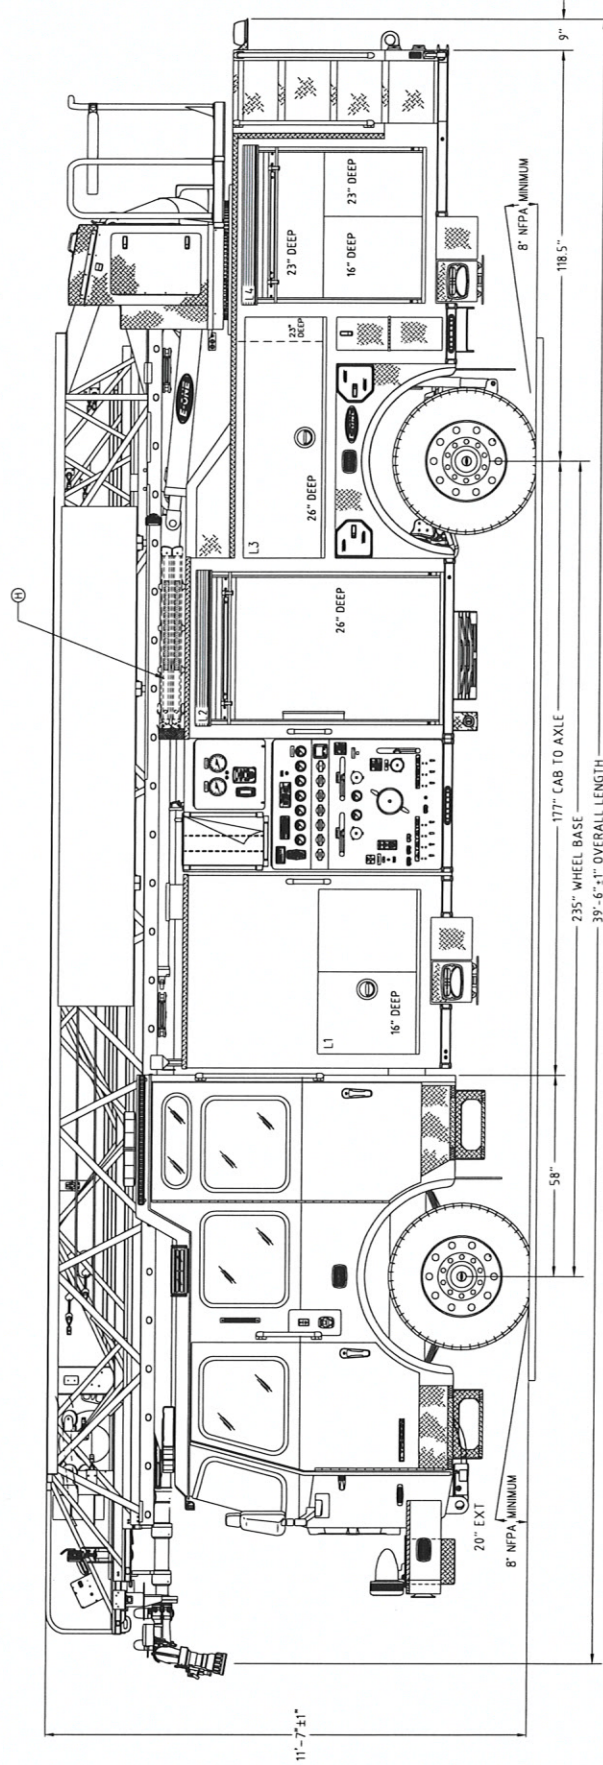 H
E-ONE
L4
23" DEEP
16" DEEP
23" DEEP
23" DEEP
L3
26" DEEP
E-ONE
L2
26" DEEP
L1
16" DEEP
20" EXT
8° NFPA MINIMUM
8° NFPA MINIMUM
11'-7"±1"
58"
177" CAB TO AXLE
118.5"
9"
235" WHEEL BASE
39'-6"±1" OVERALL LENGTH